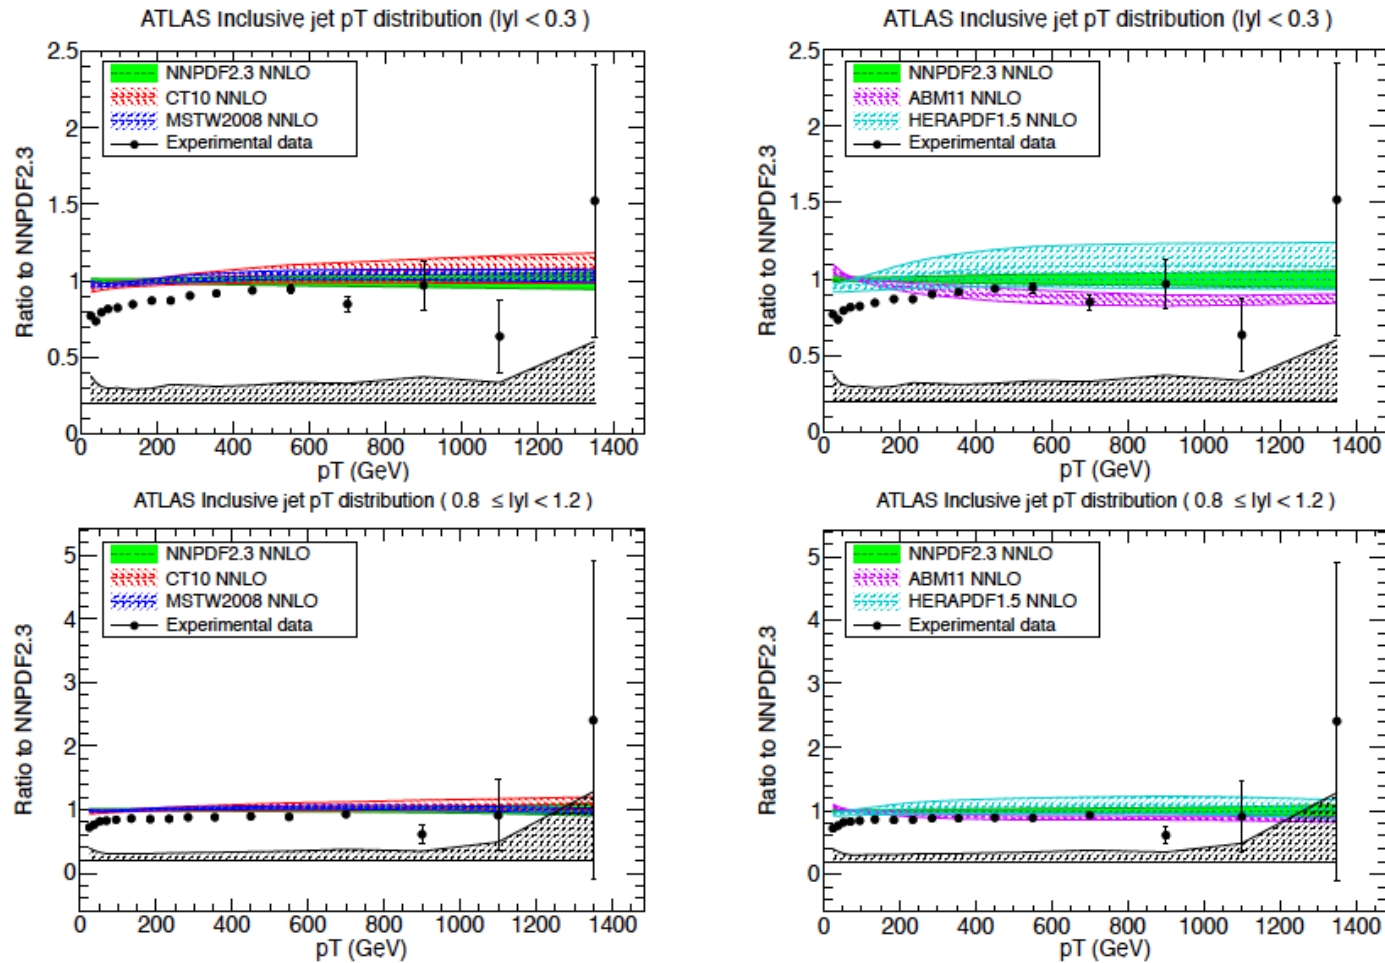 ATLAS Inclusive jet pT distribution (|y| < 0.3 )
2.5
2
1.5
1
0.5
0
Ratio to NNPDF2.3
NNPDF2.3 NNLO
CT10 NNLO
MSTW2008 NNLO
Experimental data
0 200 400 600 800 1000 1200 1400
pT (GeV)
ATLAS Inclusive jet pT distribution (|y| < 0.3 )
2.5
2
1.5
1
0.5
0
Ratio to NNPDF2.3
NNPDF2.3 NNLO
ABM11 NNLO
HERAPDF1.5 NNLO
Experimental data
0 200 400 600 800 1000 1200 1400
pT (GeV)
ATLAS Inclusive jet pT distribution ( 0.8 ≤ |y| < 1.2 )
5
4
3
2
1
0
Ratio to NNPDF2.3
NNPDF2.3 NNLO
CT10 NNLO
MSTW2008 NNLO
Experimental data
0 200 400 600 800 1000 1200 1400
pT (GeV)
ATLAS Inclusive jet pT distribution ( 0.8 ≤ |y| < 1.2 )
5
4
3
2
1
0
Ratio to NNPDF2.3
NNPDF2.3 NNLO
ABM11 NNLO
HERAPDF1.5 NNLO
Experimental data
0 200 400 600 800 1000 1200 1400
pT (GeV)